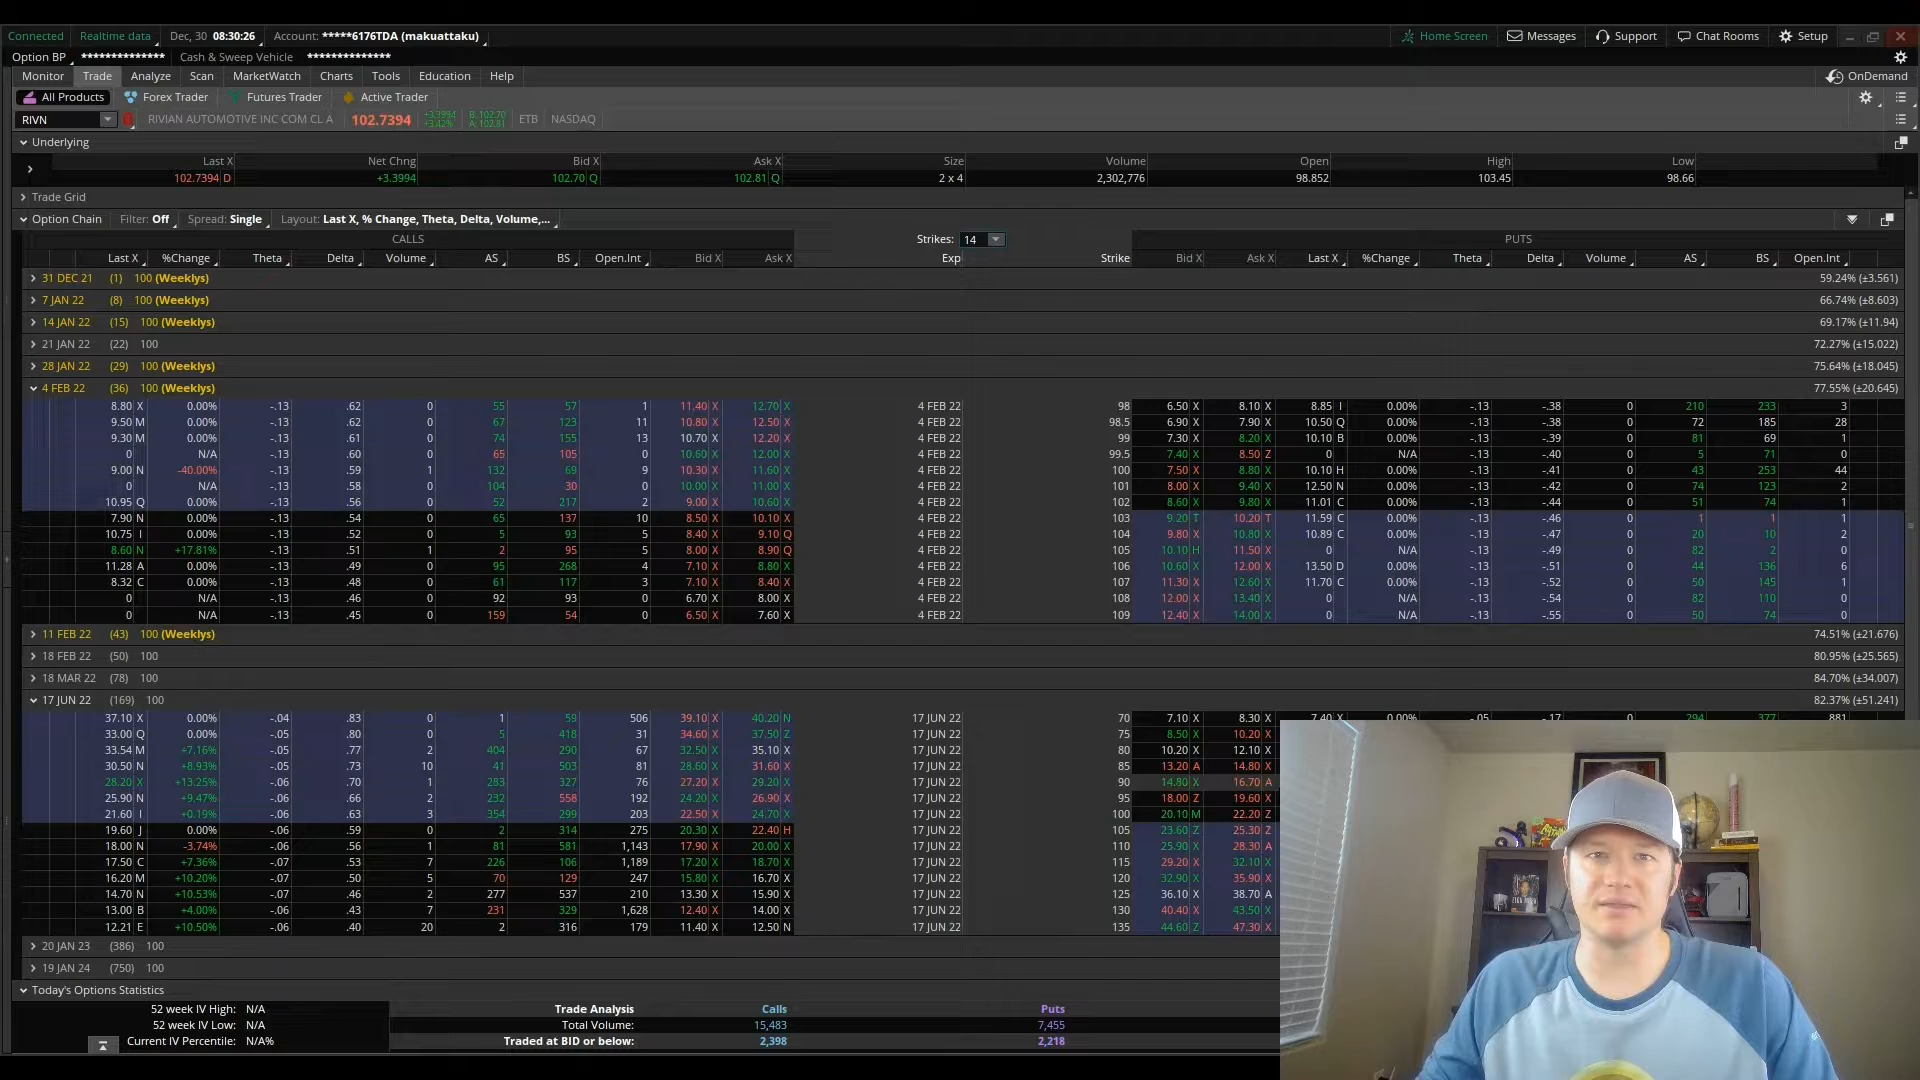 Connected Realtime data Dec, 30 08:30:26 Account: *****6176TDA (makuattaku) Home Screen Messages Support Chat Rooms Setup
Option BP ************** Cash & Sweep Vehicle **************
Monitor Trade Analyze Scan MarketWatch Charts Tools Education Help OnDemand
All Products Forex Trader Futures Trader Active Trader
RIVN RIVIAN AUTOMOTIVE INC COM CL A 102.7394 +3.3994 +3.42% B: 102.70 A: 102.81 ETB NASDAQ
Underlying
Last X Net Chng Bid X Ask X Size Volume Open High Low
102.7394 D +3.3994 102.70 Q 102.81 Q 2 x 4 2,302,776 98.852 103.45 98.66
Trade Grid
Option Chain Filter: Off Spread: Single Layout: Last X, % Change, Theta, Delta, Volume,...
CALLS Strikes: 14 PUTS
Last X %Change Theta Delta Volume AS BS Open.Int Bid X Ask X Exp Strike Bid X Ask X Last X %Change Theta Delta Volume AS BS Open.Int
31 DEC 21 (1) 100 (Weeklys) 59.24% (±3.561)
7 JAN 22 (8) 100 (Weeklys) 66.74% (±8.603)
14 JAN 22 (15) 100 (Weeklys) 69.17% (±11.94)
21 JAN 22 (22) 100 72.27% (±15.022)
28 JAN 22 (29) 100 (Weeklys) 75.64% (±18.045)
4 FEB 22 (36) 100 (Weeklys) 77.55% (±20.645)
8.80 X 0.00% -.13 .62 0 55 57 1 11.40 X 12.70 X 4 FEB 22 98 6.50 X 8.10 X 8.85 I 0.00% -.13 -.38 0 210 233 3
9.50 M 0.00% -.13 .62 0 67 123 11 10.80 X 12.50 X 4 FEB 22 98.5 6.90 X 7.90 X 10.50 Q 0.00% -.13 -.38 0 72 185 28
9.30 M 0.00% -.13 .61 0 74 155 13 10.70 X 12.20 X 4 FEB 22 99 7.30 X 8.20 X 10.10 B 0.00% -.13 -.39 0 81 69 1
0 N/A -.13 .60 0 65 105 0 10.60 X 12.00 X 4 FEB 22 99.5 7.40 X 8.50 Z 0 N/A -.13 -.40 0 5 71 0
9.00 N -40.00% -.13 .59 1 132 69 9 10.30 X 11.60 X 4 FEB 22 100 7.50 X 8.80 X 10.10 H 0.00% -.13 -.41 0 43 253 44
0 N/A -.13 .58 0 104 30 0 10.00 X 11.00 X 4 FEB 22 101 8.00 X 9.40 X 12.50 N 0.00% -.13 -.42 0 74 123 2
10.95 Q 0.00% -.13 .56 0 52 217 2 9.00 X 10.60 X 4 FEB 22 102 8.60 X 9.80 X 11.01 C 0.00% -.13 -.44 0 51 74 1
7.90 N 0.00% -.13 .54 0 65 137 10 8.50 X 10.10 X 4 FEB 22 103 9.20 T 10.20 T 11.59 C 0.00% -.13 -.46 0 1 1 1
10.75 I 0.00% -.13 .52 0 5 93 5 8.40 X 9.10 Q 4 FEB 22 104 9.80 X 10.80 X 10.89 C 0.00% -.13 -.47 0 20 10 2
8.60 N +17.81% -.13 .51 1 2 95 5 8.00 X 8.90 Q 4 FEB 22 105 10.10 H 11.50 X 0 N/A -.13 -.49 0 82 2 0
11.28 A 0.00% -.13 .49 0 95 268 4 7.10 X 8.80 X 4 FEB 22 106 10.60 X 12.00 X 13.50 D 0.00% -.13 -.51 0 44 136 6
8.32 C 0.00% -.13 .48 0 61 117 3 7.10 X 8.40 X 4 FEB 22 107 11.30 X 12.60 X 11.70 C 0.00% -.13 -.52 0 50 145 1
0 N/A -.13 .46 0 92 93 0 6.70 X 8.00 X 4 FEB 22 108 12.00 X 13.40 X 0 N/A -.13 -.54 0 82 110 0
0 N/A -.13 .45 0 159 54 0 6.50 X 7.60 X 4 FEB 22 109 12.40 X 14.00 X 0 N/A -.13 -.55 0 50 74 0
11 FEB 22 (43) 100 (Weeklys) 74.51% (±21.676)
18 FEB 22 (50) 100 80.95% (±25.565)
18 MAR 22 (78) 100 84.70% (±34.007)
17 JUN 22 (169) 100 82.37% (±51.241)
37.10 X 0.00% -.04 .83 0 1 59 506 39.10 X 40.20 N 17 JUN 22 70 7.10 X 8.30 X 7.40 X 0.00% -.05 -.17 0 294 377 881
33.00 Q 0.00% -.05 .80 0 5 418 31 34.60 X 37.50 Z 17 JUN 22 75 8.50 X 10.20 X
33.54 M +7.16% -.05 .77 2 404 290 67 32.50 X 35.10 X 17 JUN 22 80 10.20 X 12.10 X
30.50 N +8.93% -.05 .73 10 41 503 81 28.60 X 31.60 X 17 JUN 22 85 13.20 A 14.80 X
28.20 X +13.25% -.06 .70 1 283 327 76 27.20 X 29.20 X 17 JUN 22 90 14.80 X 16.70 A
25.90 N +9.47% -.06 .66 2 232 558 192 24.20 X 26.90 X 17 JUN 22 95 18.00 Z 19.60 X
21.60 I +0.19% -.06 .63 3 354 299 203 22.50 X 24.70 X 17 JUN 22 100 20.10 M 22.20 Z
19.60 J 0.00% -.06 .59 0 2 314 275 20.30 X 22.40 H 17 JUN 22 105 23.60 Z 25.30 Z
18.00 N -3.74% -.06 .56 1 81 581 1,143 17.90 X 20.00 X 17 JUN 22 110 25.90 X 28.30 A
17.50 C +7.36% -.07 .53 7 226 106 1,189 17.20 X 18.70 X 17 JUN 22 115 29.20 X 32.10 X
16.20 M +10.20% -.07 .50 5 70 129 247 15.80 X 16.70 X 17 JUN 22 120 32.90 X 35.90 X
14.70 N +10.53% -.07 .46 2 277 537 210 13.30 X 15.90 X 17 JUN 22 125 36.10 X 38.70 A
13.00 B +4.00% -.06 .43 7 231 329 1,628 12.40 X 14.00 X 17 JUN 22 130 40.40 X 43.50 X
12.21 E +10.50% -.06 .40 20 2 316 179 11.40 X 12.50 N 17 JUN 22 135 44.60 Z 47.30 X
20 JAN 23 (386) 100
19 JAN 24 (750) 100
Today's Options Statistics
52 week IV High: N/A Trade Analysis Calls Puts
52 week IV Low: N/A Total Volume: 15,483 7,455
Current IV Percentile: N/A% Traded at BID or below: 2,398 2,218